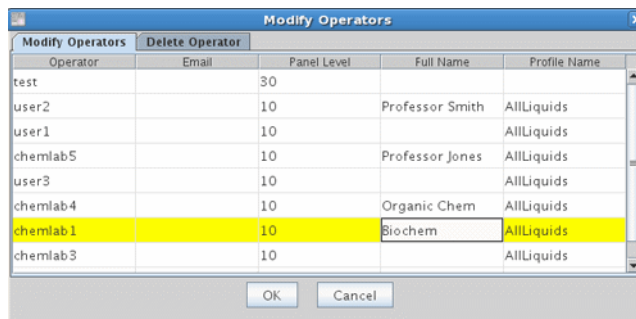 Modify Operators
Modify Operators Delete Operator
Operator Email Panel Level Full Name Profile Name
test 30
user2 10 Professor Smith AllLiquids
user1 10 AllLiquids
chemlab5 10 Professor Jones AllLiquids
user3 10 AllLiquids
chemlab4 10 Organic Chem AllLiquids
chemlab1 10 Biochem AllLiquids
chemlab3 10 AllLiquids
OK Cancel